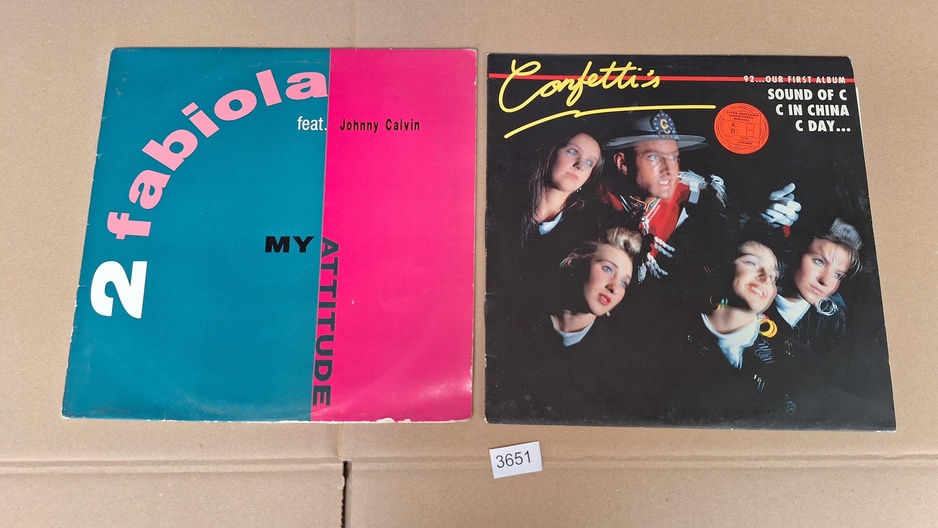 2 fabiola
feat. Johnny Calvin
MY
ATTITUDE
Confetti's
92...OUR FIRST ALBUM
SOUND OF C
C IN CHINA
C DAY...
C
A:
B:
3651